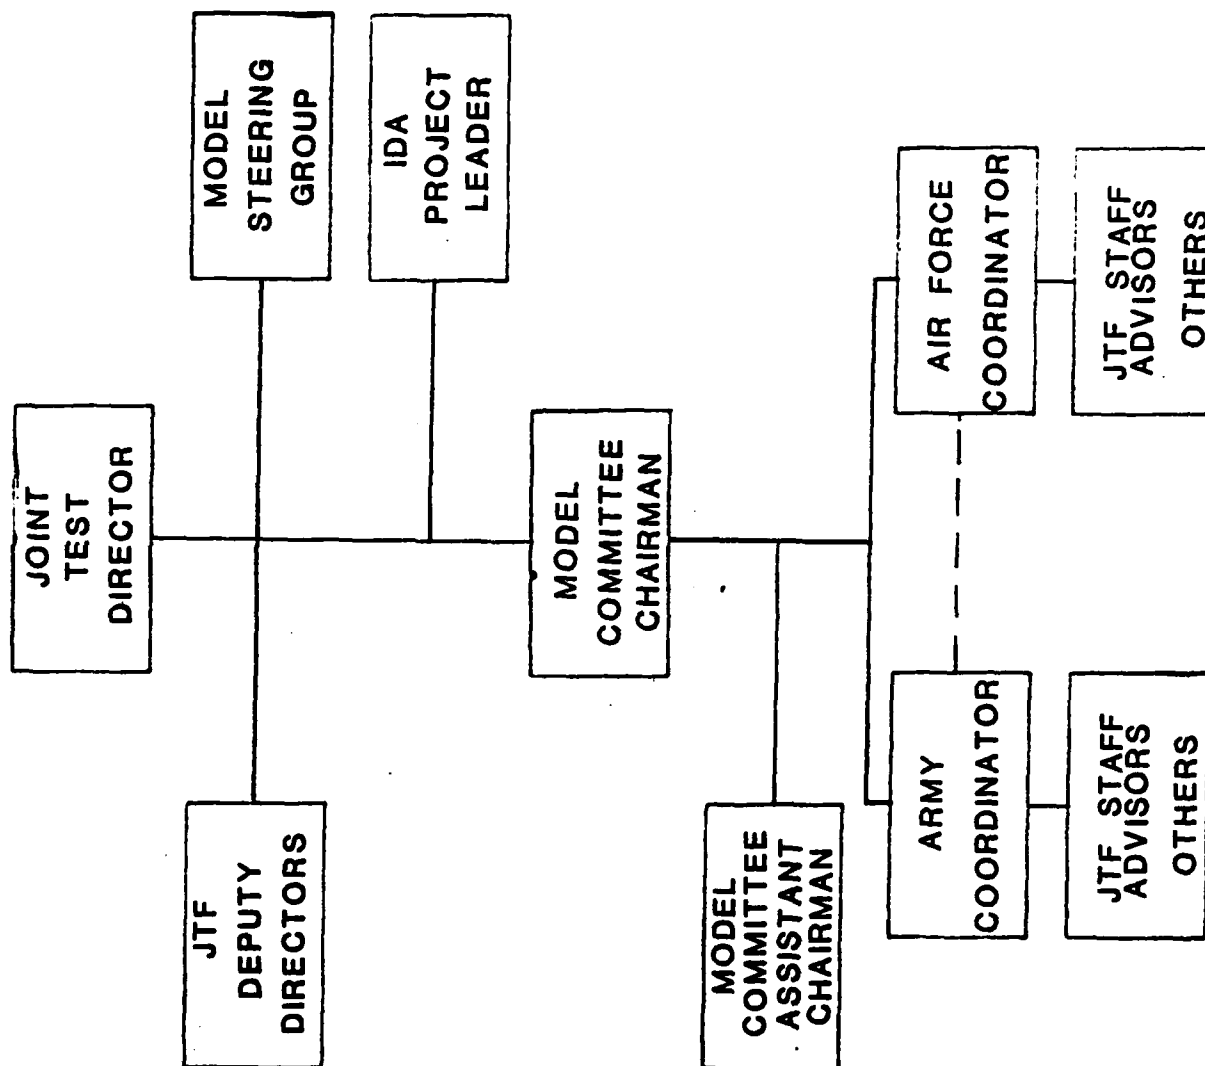 JOINT
TEST
DIRECTOR
JTF
DEPUTY
DIRECTORS
MODEL
STEERING
GROUP
IDA
PROJECT
LEADER
MODEL
COMMITTEE
CHAIRMAN
MODEL
COMMITTEE
ASSISTANT
CHAIRMAN
ARMY
COORDINATOR
AIR FORCE
COORDINATOR
JTF STAFF
ADVISORS
OTHERS
JTF STAFF
ADVISORS
OTHERS